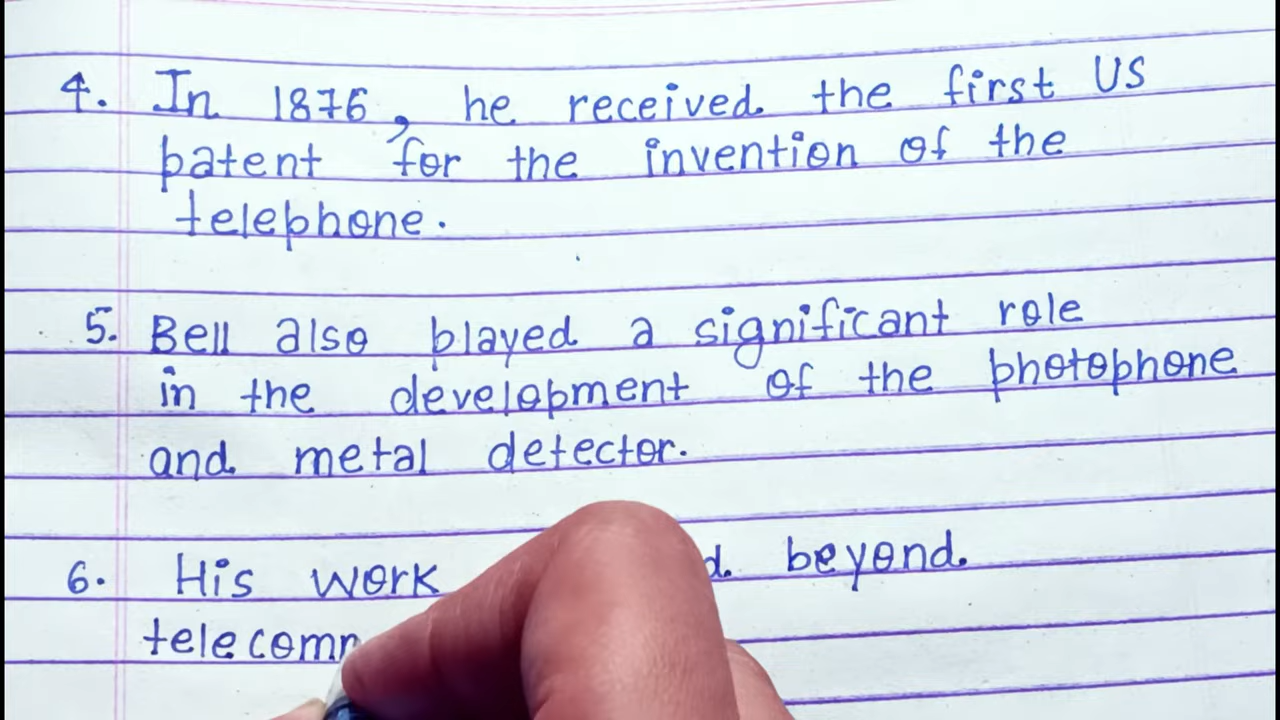 4. In 1876, he received the first US
patent for the invention of the
telephone.
5. Bell also played a significant role
in the development of the photophone
and metal detector.
6. His work beyond